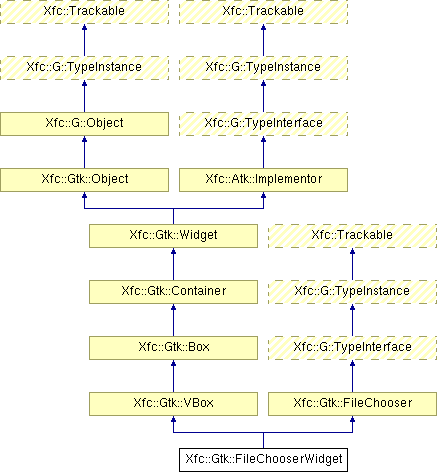 Xfc::Trackable
Xfc::Trackable
Xfc::G::TypeInstance
Xfc::G::TypeInstance
Xfc::G::Object
Xfc::G::TypeInterface
Xfc::Gtk::Object
Xfc::Atk::Implementor
Xfc::Gtk::Widget
Xfc::Trackable
Xfc::Gtk::Container
Xfc::G::TypeInstance
Xfc::Gtk::Box
Xfc::G::TypeInterface
Xfc::Gtk::VBox
Xfc::Gtk::FileChooser
Xfc::Gtk::FileChooserWidget